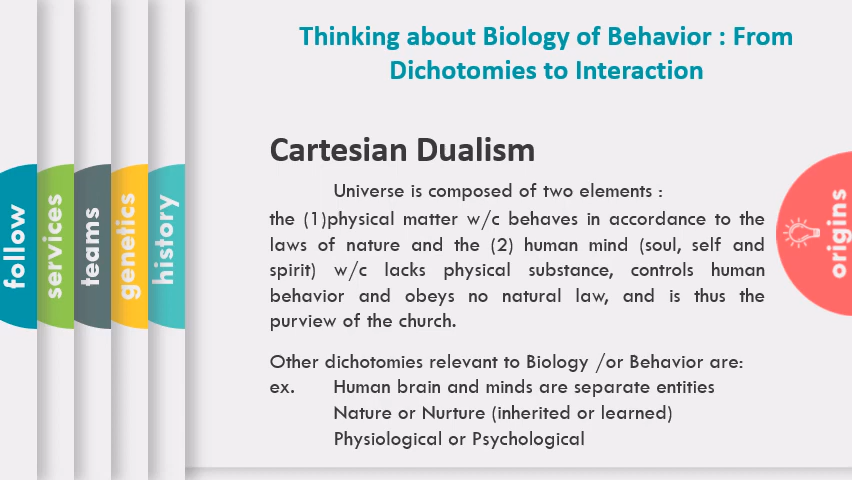 Thinking about Biology of Behavior : From
Dichotomies to Interaction
Cartesian Dualism
Universe is composed of two elements :
the (1)physical matter w/c behaves in accordance to the
laws of nature and the (2) human mind (soul, self and
spirit) w/c lacks physical substance, controls human
behavior and obeys no natural law, and is thus the
purview of the church.
Other dichotomies relevant to Biology /or Behavior are:
ex. Human brain and minds are separate entities
Nature or Nurture (inherited or learned)
Physiological or Psychological
follow
services
teams
genetics
history
origins